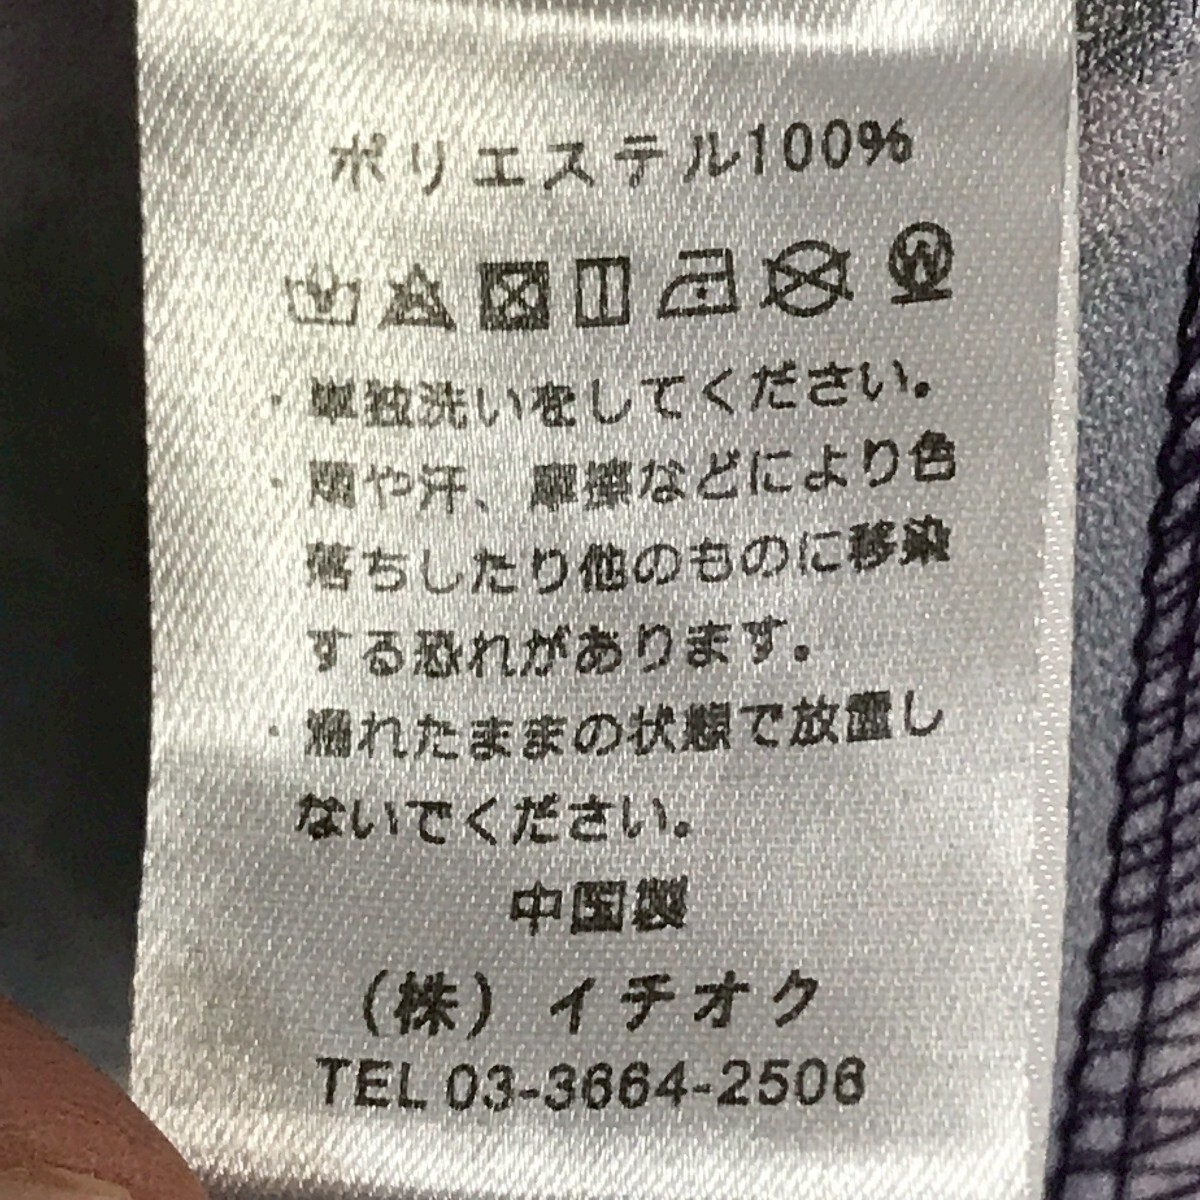 ポリエステル100%
・単独洗いをしてください。
・雨や汗、摩擦などにより色
落ちしたり他のものに移染
する恐れがあります。
・濡れたままの状態で放置し
ないでください。
中国製
(株)イチオク
TEL 03-3664-2506